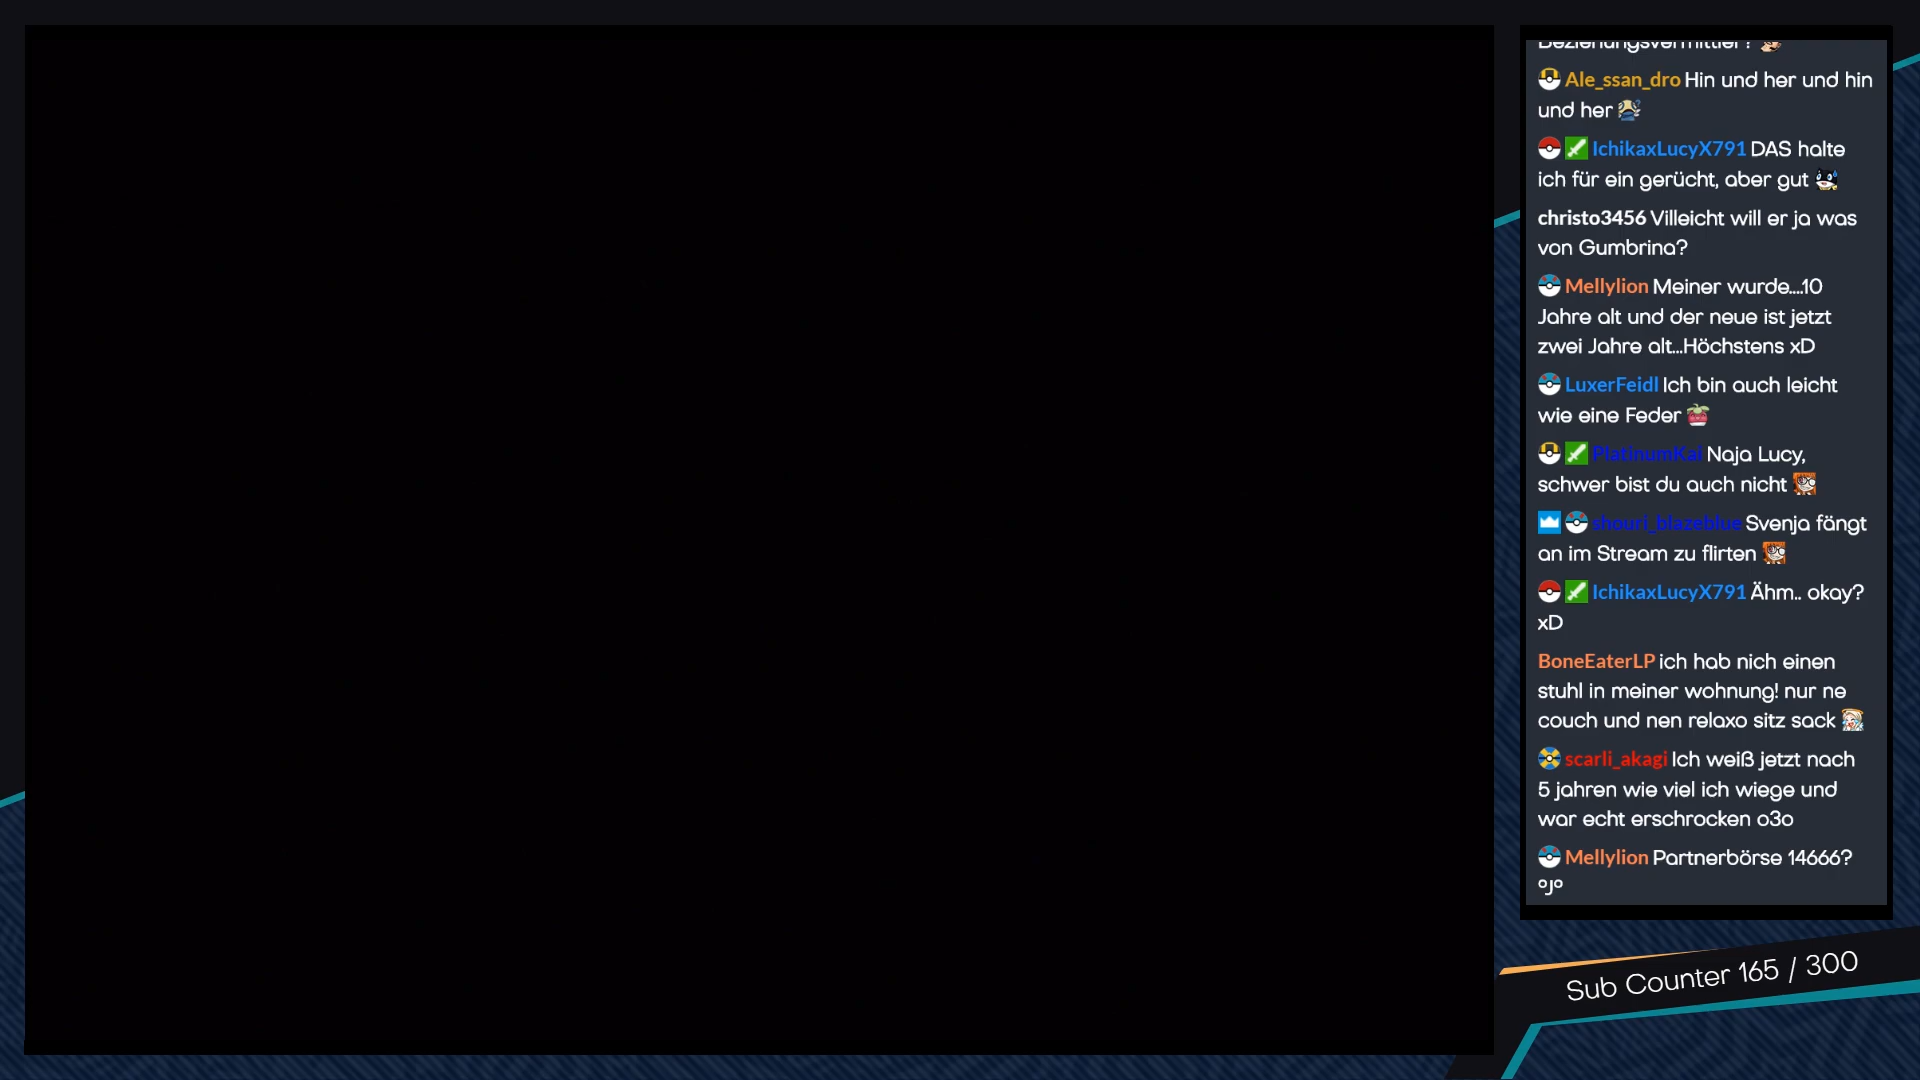 Beziehungsvermittler?
Ale_ssan_dro Hin und her und hin
und her
IchikaxLucyX791 DAS halte
ich für ein gerücht, aber gut
christo3456 Villeicht will er ja was
von Gumbrina?
Mellylion Meiner wurde....10
Jahre alt und der neue ist jetzt
zwei Jahre alt...Höchstens xD
LuxerFeidl Ich bin auch leicht
wie eine Feder
PlatinumKai Naja Lucy,
schwer bist du auch nicht
shouri_blazeblue Svenja fängt
an im Stream zu flirten
IchikaxLucyX791 Ähm.. okay?
xD
BoneEaterLP ich hab nich einen
stuhl in meiner wohnung! nur ne
couch und nen relaxo sitz sack
scarli_akagi Ich weiß jetzt nach
5 jahren wie viel ich wiege und
war echt erschrocken o3o
Mellylion Partnerbörse 14666?
°J°
Sub Counter 165 / 300